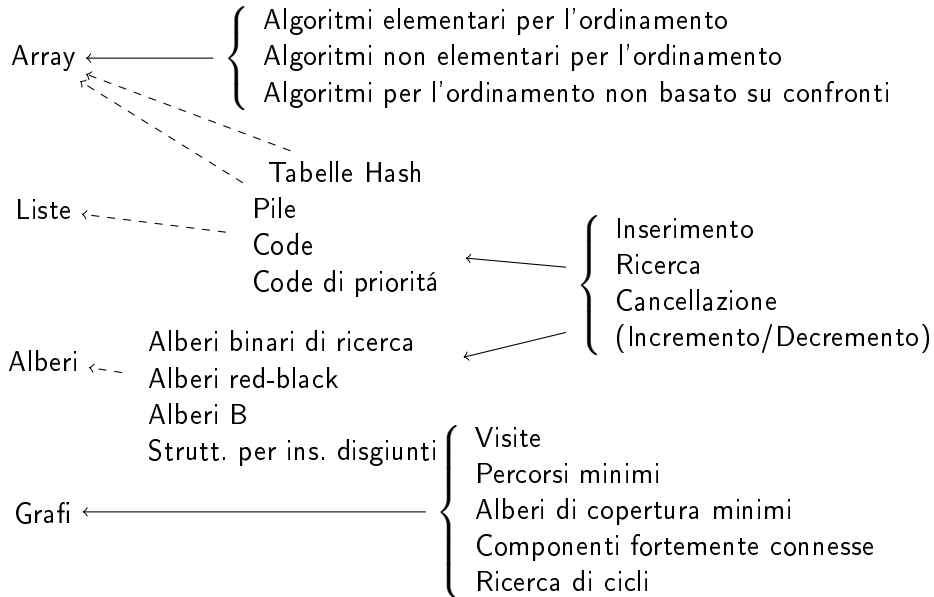 Algoritmi elementari per l'ordinamento
Array
Algoritmi non elementari per l'ordinamento
Algoritmi per l'ordinamento non basato su confronti
Tabelle Hash
Liste
Pile
Code
Code di prioritá
Inserimento
Ricerca
Cancellazione
(Incremento/Decremento)
Alberi
Alberi binari di ricerca
Alberi red-black
Alberi B
Strutt. per ins. disgiunti
Grafi
Visite
Percorsi minimi
Alberi di copertura minimi
Componenti fortemente connesse
Ricerca di cicli